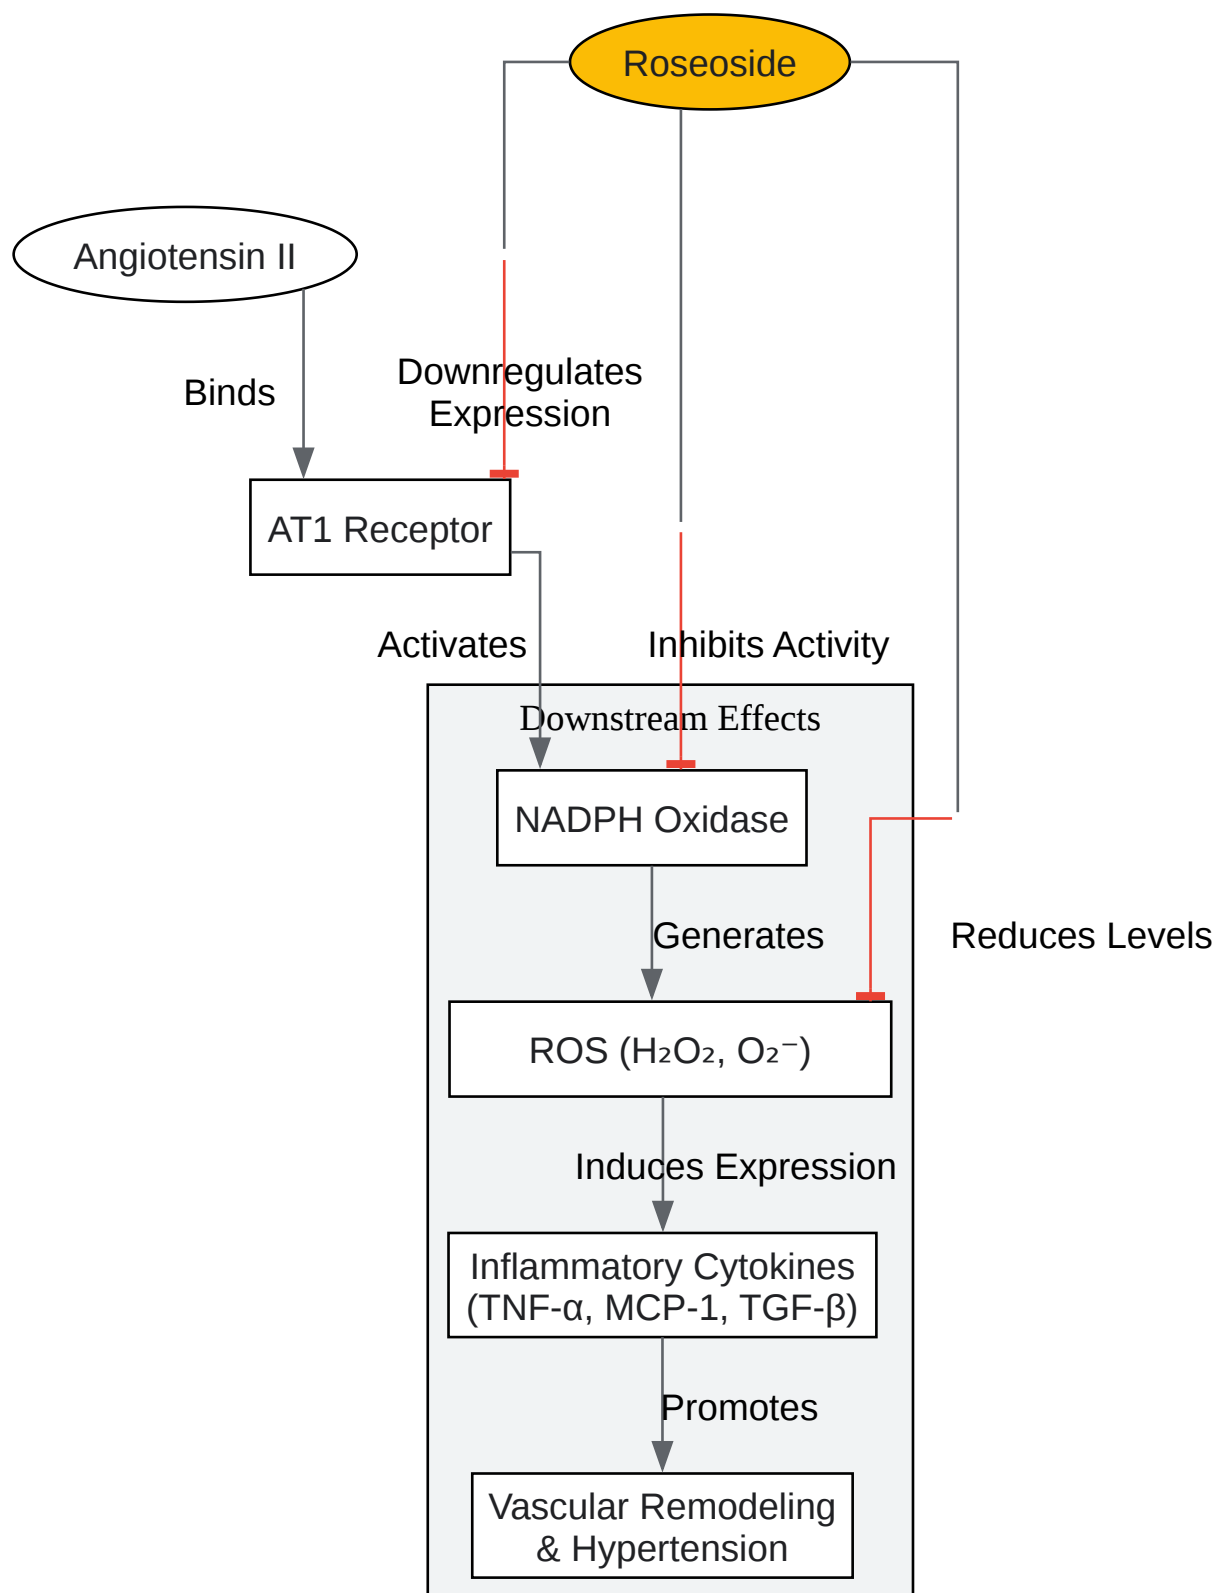 Roseoside
Angiotensin II
Binds
Downregulates
Expression
AT1 Receptor
Activates
Inhibits Activity
Downstream Effects
NADPH Oxidase
Generates
Reduces Levels
ROS (H₂O₂, O₂⁻)
Induces Expression
Inflammatory Cytokines
(TNF-α, MCP-1, TGF-β)
Promotes
Vascular Remodeling
& Hypertension